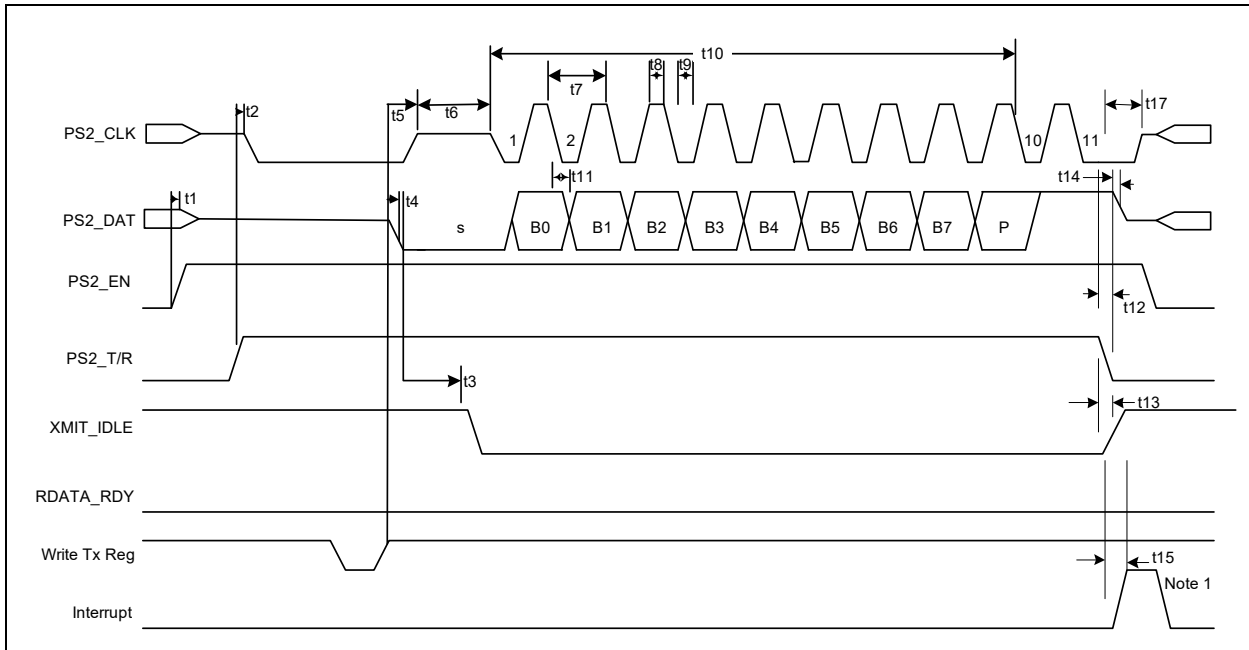 t10
t8 t9
t2 t5 t6 t7 t17
PS2_CLK 1 2 10 11
t11 t14
t1 t4
PS2_DAT s B0 B1 B2 B3 B4 B5 B6 B7 P
PS2_EN
t12
PS2_T/R
t3
t13
XMIT_IDLE
RDATA_RDY
Write Tx Reg
t15
Note 1
Interrupt